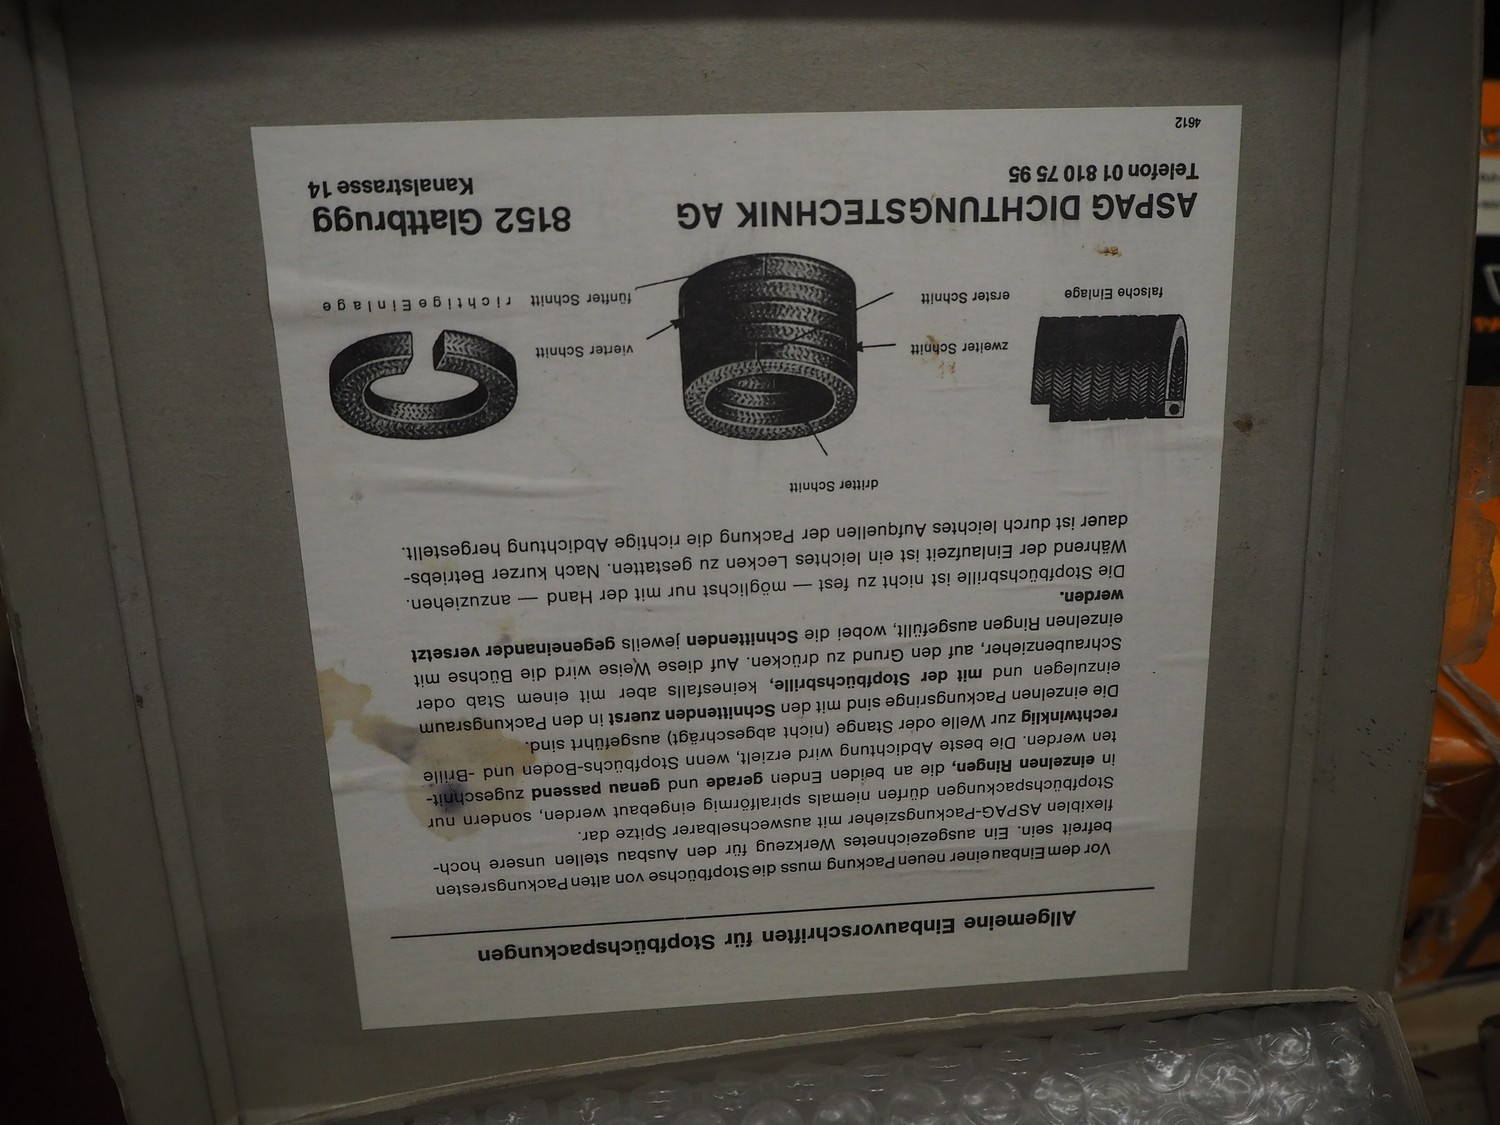 Allgemeine Einbauvorschriften für Stopfbüchspackungen
Vor dem Einbau einer neuen Packung muss die Stopfbüchse von alten Packungsresten
befreit sein. Ein ausgezeichnetes Werkzeug für den Ausbau stellen unsere hoch-
flexiblen ASPAG-Packungszieher mit auswechselbarer Spitze dar.
Stopfbüchspackungen dürfen niemals spiralförmig eingebaut werden, sondern nur
in einzelnen Ringen, die an beiden Enden gerade und genau passend zugeschnit-
ten werden. Die beste Abdichtung wird erzielt, wenn Stopfbüchs-Boden und -Brille
rechtwinklig zur Welle oder Stange (nicht abgeschrägt) ausgeführt sind.
Die einzelnen Packungsringe sind mit den Schnittenden zuerst in den Packungsraum
einzulegen und mit der Stopfbüchsbrille, keinesfalls aber mit einem Stab oder
Schraubenzieher, auf den Grund zu drücken. Auf diese Weise wird die Büchse mit
einzelnen Ringen ausgefüllt, wobei die Schnittenden jeweils gegeneinander versetzt
werden.
Die Stopfbüchsbrille ist nicht zu fest — möglichst nur mit der Hand — anzuziehen.
Während der Einlaufzeit ist ein leichtes Lecken zu gestatten. Nach kurzer Betriebs-
dauer ist durch leichtes Aufquellen der Packung die richtige Abdichtung hergestellt.
dritter Schnitt
zweiter Schnitt
vierter Schnitt
falsche Einlage
erster Schnitt
fünfter Schnitt
richtige Einlage
ASPAG DICHTUNGSTECHNIK AG
8152 Glattbrugg
Telefon 01 810 75 95
Kanalstrasse 14
4612